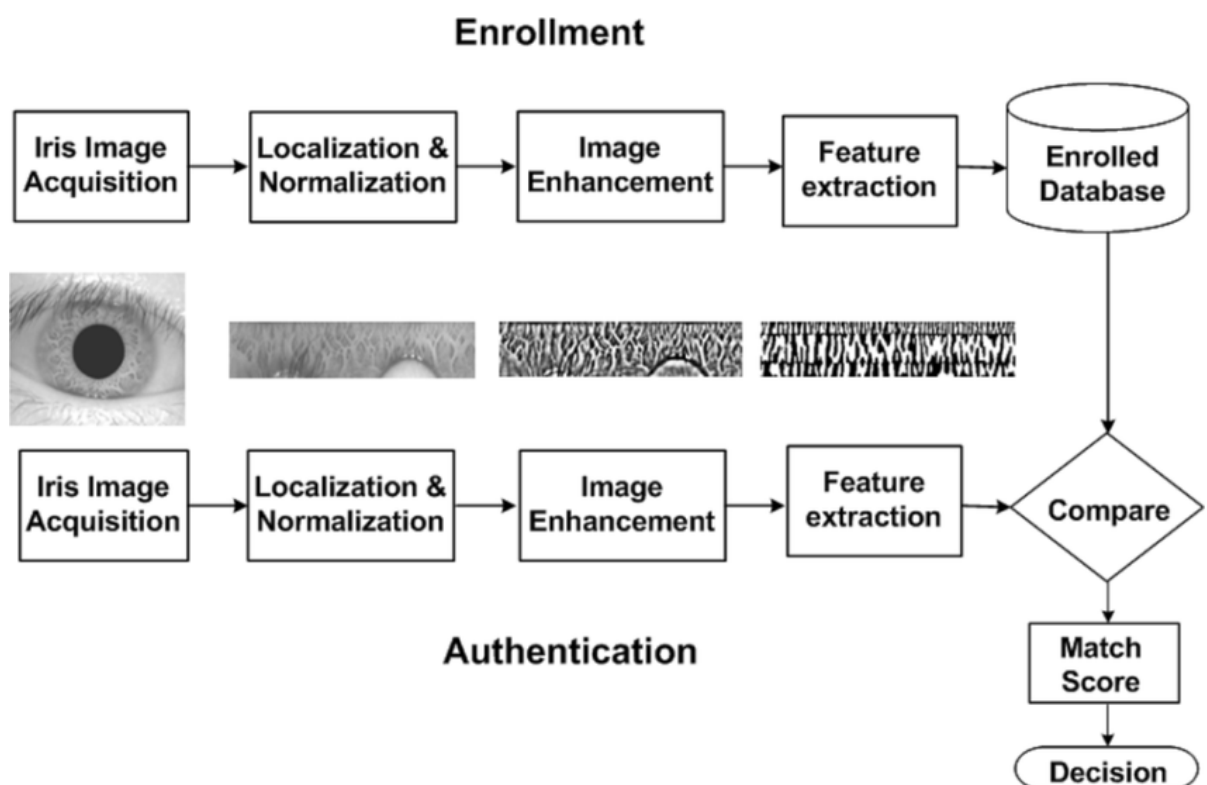 Enrollment
Iris Image
Acquisition
Localization &
Normalization
Image
Enhancement
Feature
extraction
Enrolled
Database
Iris Image
Acquisition
Localization &
Normalization
Image
Enhancement
Feature
extraction
Compare
Authentication
Match
Score
Decision